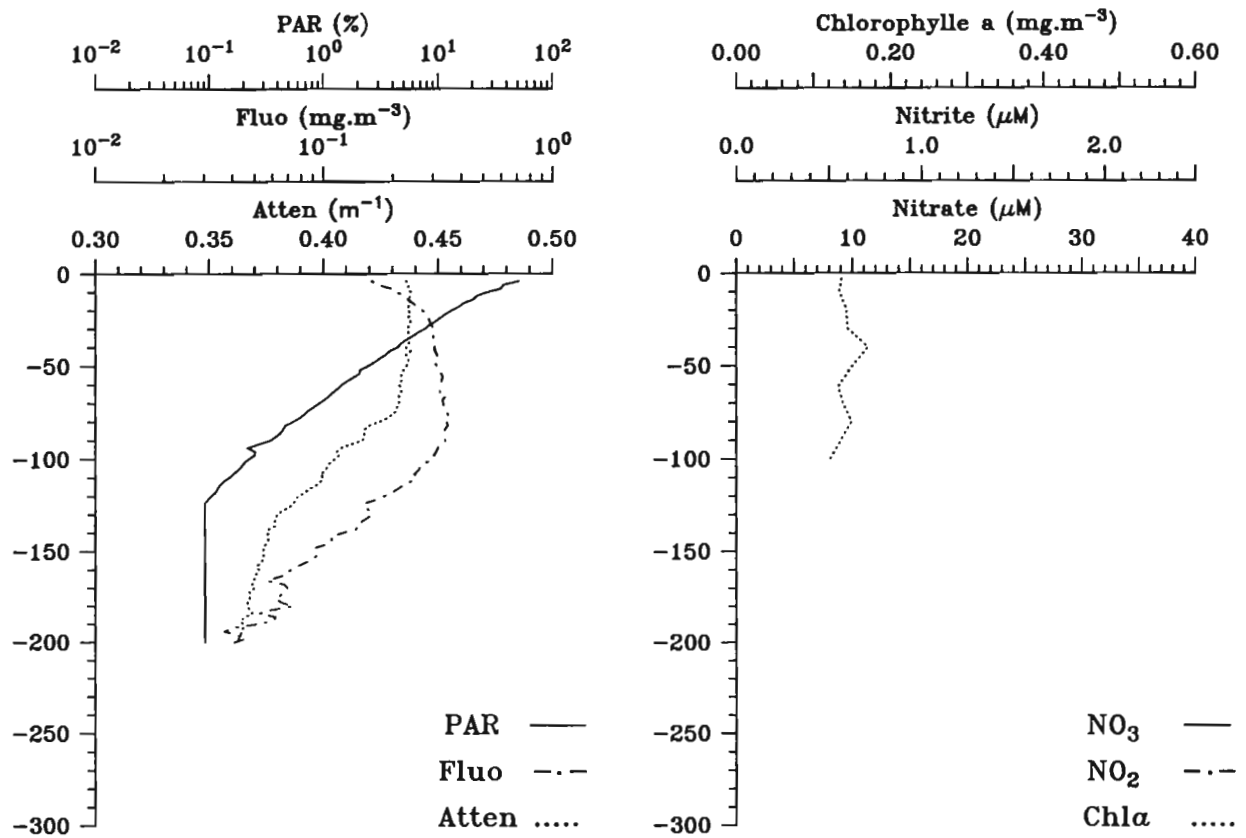 PAR (%)
10⁻² 10⁻¹ 10⁰ 10¹ 10²
Fluo (mg.m⁻³)
10⁻² 10⁻¹ 10⁰
Atten (m⁻¹)
0.30 0.35 0.40 0.45 0.50
0
−50
−100
−150
−200
−250
−300
PAR
Fluo
Atten
Chlorophylle a (mg.m⁻³)
0.00 0.20 0.40 0.60
Nitrite (μM)
0.0 1.0 2.0
Nitrate (μM)
0 10 20 30 40
0
−50
−100
−150
−200
−250
−300
NO₃
NO₂
Chla